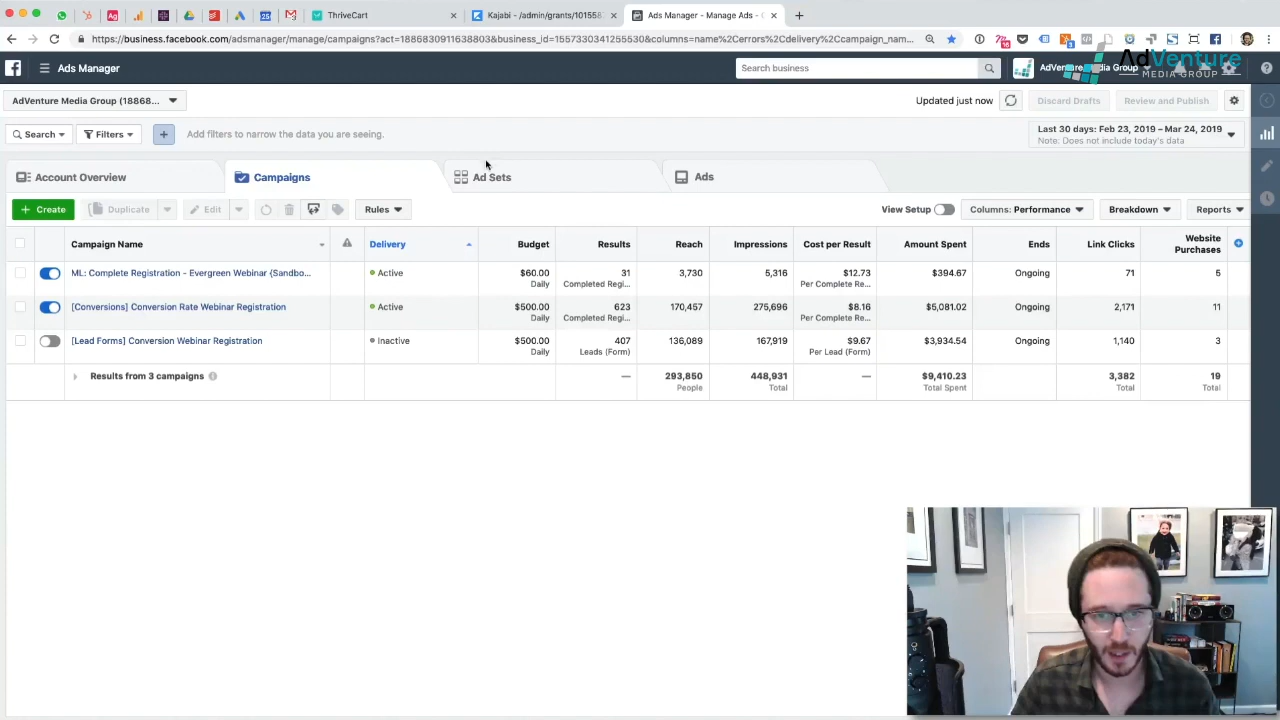 ThriveCart
Kajabi - /admin/grants/101558
Ads Manager - Manage Ads - C
https://business.facebook.com/adsmanager/manage/campaigns?act=1886830911638803&business_id=1557330341255530&columns=name%2Cerrors%2Cdelivery%2Ccampaign_nam...
Ads Manager
Search business
AdVenture Media Group
AdVenture
MEDIA GROUP
AdVenture Media Group (18868...
Updated just now
Discard Drafts
Review and Publish
Search
Filters
Add filters to narrow the data you are seeing.
Last 30 days: Feb 23, 2019 – Mar 24, 2019
Note: Does not include today's data
Account Overview
Campaigns
Ad Sets
Ads
+ Create
Duplicate
Edit
Rules
View Setup
Columns: Performance
Breakdown
Reports
Campaign Name Delivery Budget Results Reach Impressions Cost per Result Amount Spent Ends Link Clicks Website Purchases
ML: Complete Registration - Evergreen Webinar {Sandbo... Active $60.00 31 3,730 5,316 $12.73 $394.67 Ongoing 71 5
Daily Completed Regi... Per Complete Re...
[Conversions] Conversion Rate Webinar Registration Active $500.00 623 170,457 275,696 $8.16 $5,081.02 Ongoing 2,171 11
Daily Completed Regi... Per Complete Re...
[Lead Forms] Conversion Webinar Registration Inactive $500.00 407 136,089 167,919 $9.67 $3,934.54 Ongoing 1,140 3
Daily Leads (Form) Per Lead (Form)
Results from 3 campaigns — 293,850 448,931 — $9,410.23 3,382 19
People Total Total Spent Total Total